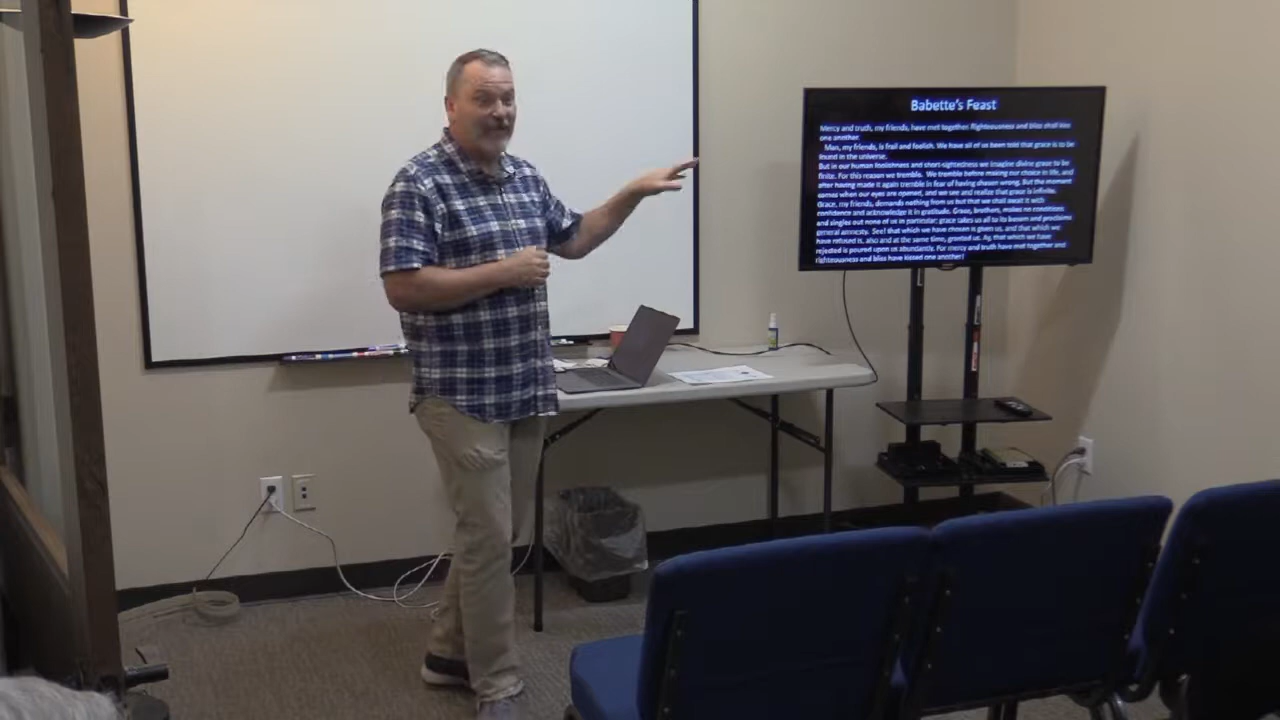 Babette's Feast
Mercy and truth, my friends, have met together. Righteousness and bliss shall kiss
one another.
Man, my friends, is frail and foolish. We have all of us been told that grace is to be
found in the universe.
But in our human foolishness and short-sightedness we imagine divine grace to be
finite. For this reason we tremble. We tremble before making our choice in life, and
after having made it again tremble in fear of having chosen wrong. But the moment
comes when our eyes are opened, and we see and realize that grace is infinite.
Grace, my friends, demands nothing from us but that we shall await it with
confidence and acknowledge it in gratitude. Grace, brothers, makes no conditions
and singles out none of us in particular; grace takes us all to its bosom and proclaims
general amnesty. See! that which we have chosen is given us, and that which we
have refused is, also and at the same time, granted us. Ay, that which we have
rejected is poured upon us abundantly. For mercy and truth have met together and
righteousness and bliss have kissed one another!